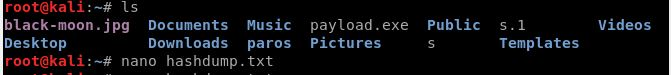 root@kali:~# ls
black-moon.jpg Documents Music payload.exe Public s.1 Videos
Desktop Downloads paros Pictures s Templates
root@kali:~# nano hashdump.txt